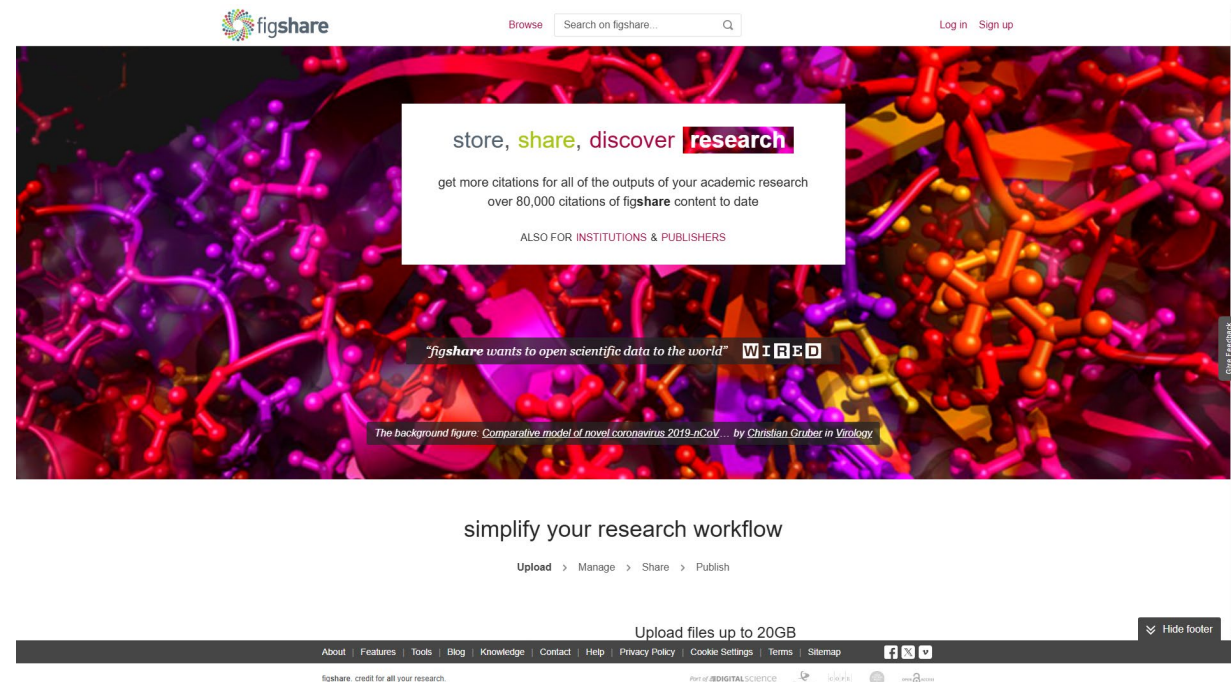 figshare
Browse
Search on figshare...
Log in
Sign up
store, share, discover research
get more citations for all of the outputs of your academic research
over 80,000 citations of figshare content to date
ALSO FOR INSTITUTIONS & PUBLISHERS
Give Feedback
“figshare wants to open scientific data to the world” WIRED
The background figure: Comparative model of novel coronavirus 2019-nCoV... by Christian Gruber in Virology
simplify your research workflow
Upload > Manage > Share > Publish
Upload files up to 20GB
Hide footer
About | Features | Tools | Blog | Knowledge | Contact | Help | Privacy Policy | Cookie Settings | Terms | Sitemap
figshare. credit for all your research.
Part of DIGITALSCIENCE